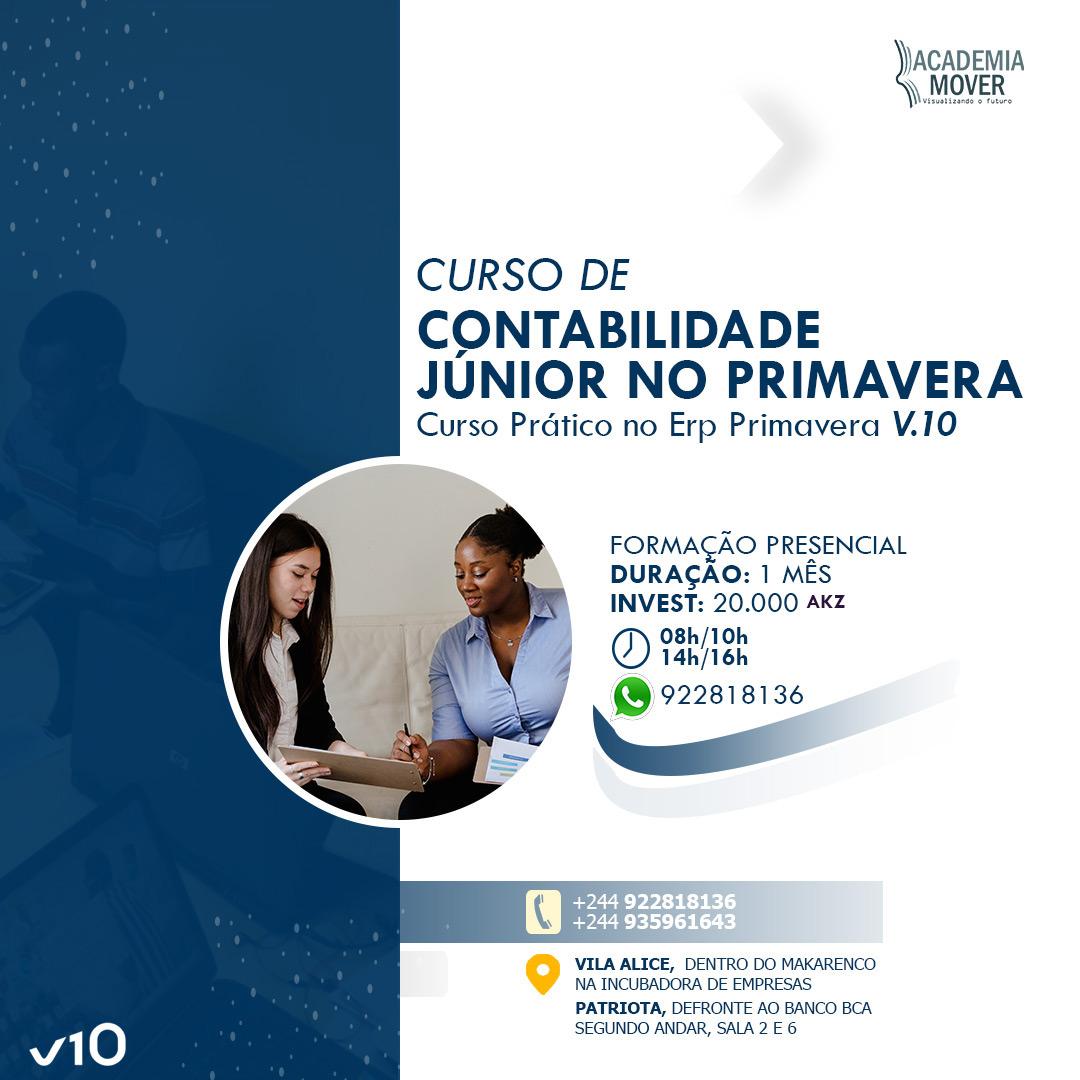 ACADEMIA
MOVER
Visualizando o futuro
CURSO DE
CONTABILIDADE
JÚNIOR NO PRIMAVERA
Curso Prático no Erp Primavera V.10
FORMAÇÃO PRESENCIAL
DURAÇÃO: 1 MÊS
INVEST: 20.000 AKZ
08h/10h
14h/16h
922818136
+244 922818136
+244 935961643
VILA ALICE, DENTRO DO MAKARENCO
NA INCUBADORA DE EMPRESAS
PATRIOTA, DEFRONTE AO BANCO BCA
SEGUNDO ANDAR, SALA 2 E 6
v10